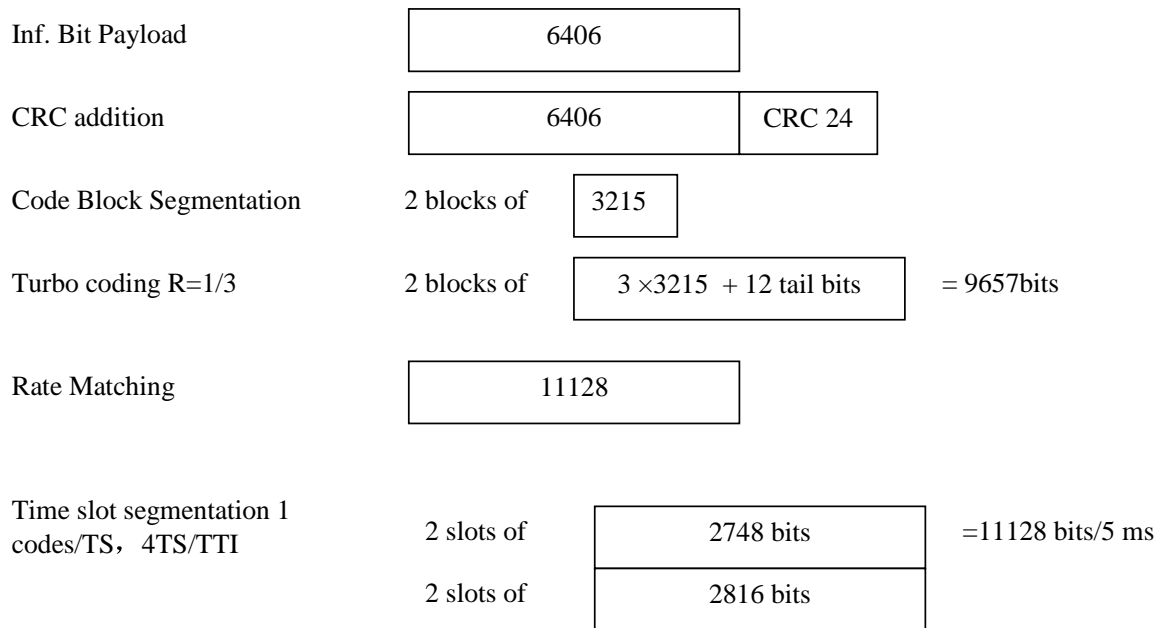 Inf. Bit Payload 6406
CRC addition 6406 CRC 24
Code Block Segmentation 2 blocks of 3215
Turbo coding R=1/3 2 blocks of 3 ×3215 + 12 tail bits = 9657bits
Rate Matching 11128
Time slot segmentation 1
codes/TS，4TS/TTI 2 slots of 2748 bits =11128 bits/5 ms
2 slots of 2816 bits